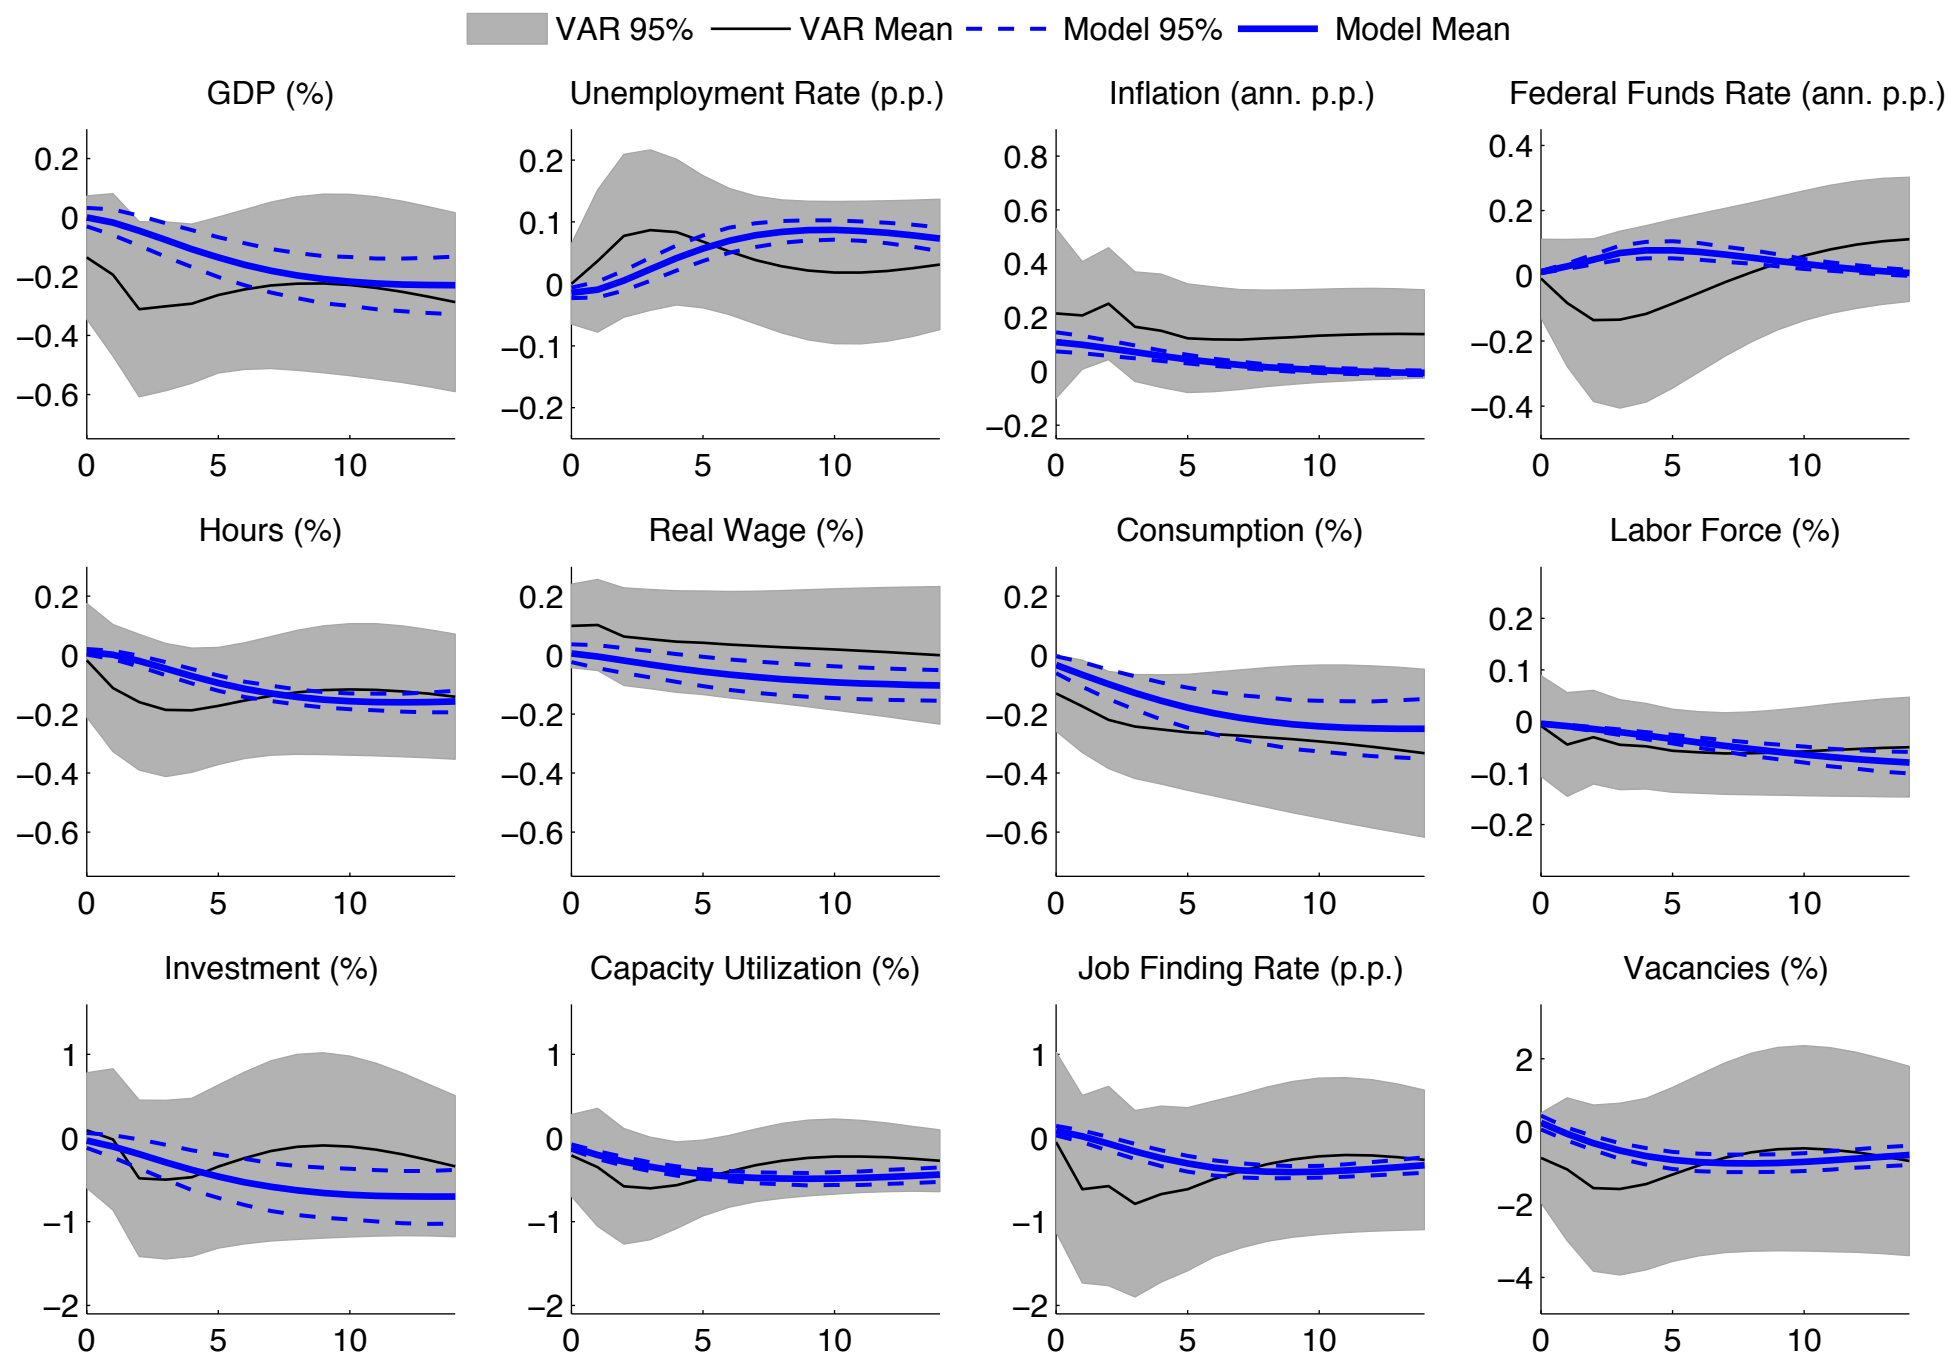 VAR 95% VAR Mean Model 95% Model Mean
GDP (%) Unemployment Rate (p.p.) Inflation (ann. p.p.) Federal Funds Rate (ann. p.p.)
0.2 0 −0.2 −0.4 −0.6
0 5 10
0.2 0.1 0 −0.1 −0.2
0 5 10
0.8 0.6 0.4 0.2 0 −0.2
0 5 10
0.4 0.2 0 −0.2 −0.4
0 5 10
Hours (%) Real Wage (%) Consumption (%) Labor Force (%)
0.2 0 −0.2 −0.4 −0.6
0 5 10
0.2 0 −0.2 −0.4 −0.6
0 5 10
0.2 0 −0.2 −0.4 −0.6
0 5 10
0.2 0.1 0 −0.1 −0.2
0 5 10
Investment (%) Capacity Utilization (%) Job Finding Rate (p.p.) Vacancies (%)
1 0 −1 −2
0 5 10
1 0 −1 −2
0 5 10
1 0 −1 −2
0 5 10
2 0 −2 −4
0 5 10